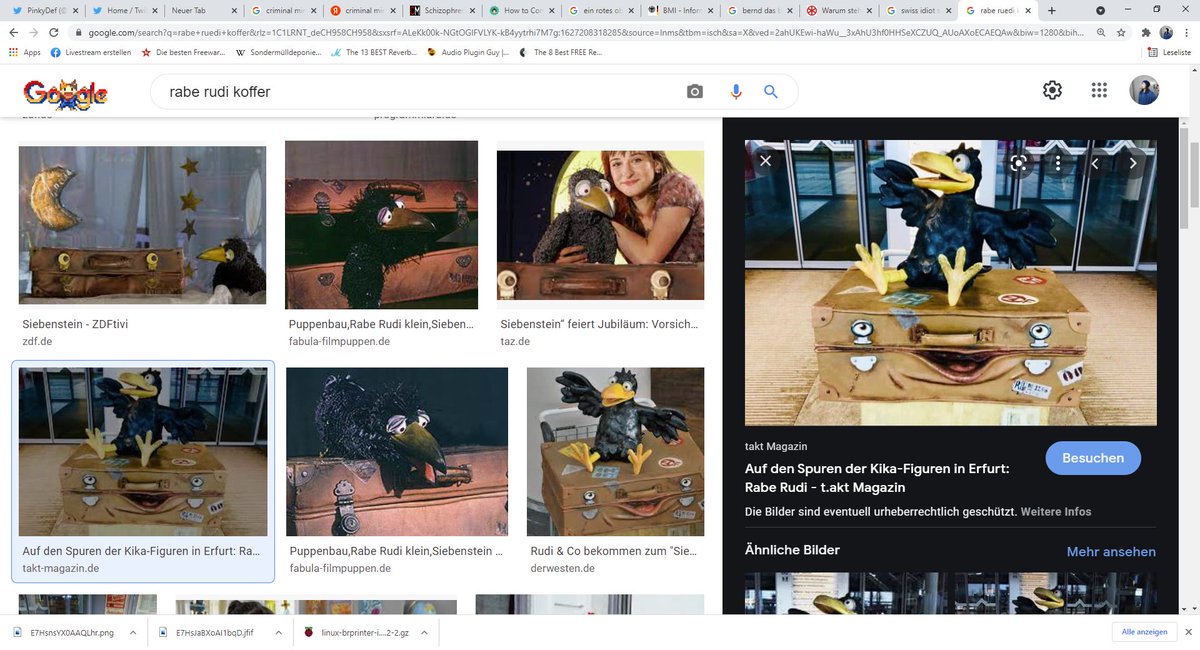 PinkyDef (
Home / Twi
Neuer Tab
criminal mi
criminal mi
Schizophre
How to Co
ein rotes ob
BMI - Inforr
bernd das b
Warum steh
swiss idiot s
rabe ruedi k
google.com/search?q=rabe+ruedi+koffer&rlz=1C1LRNT_deCH958CH958&sxsrf=ALeKk00k-NGtOGIFVLYK-kB4yytrhi7M7g:1627208318285&source=lnms&tbm=isch&sa=X&ved=2ahUKEwi-haWu__3xAhU3hf0HHSeXCZUQ_AUoAXoECAEQAw&biw=1280&bih...
Apps
Livestream erstellen
Die besten Freewar...
Sondermülldeponie...
The 13 BEST Reverb...
Audio Plugin Guy |...
The 8 Best FREE Re...
Leseliste
Google
rabe rudi koffer
Siebenstein - ZDFtivi
zdf.de
Puppenbau,Rabe Rudi klein,Sieben...
fabula-filmpuppen.de
Siebenstein“ feiert Jubiläum: Vorsich...
taz.de
Auf den Spuren der Kika-Figuren in Erfurt: Ra...
takt-magazin.de
Puppenbau,Rabe Rudi klein,Siebenstein ...
fabula-filmpuppen.de
Rudi & Co bekommen zum "Sie...
derwesten.de
takt Magazin
Auf den Spuren der Kika-Figuren in Erfurt:
Rabe Rudi - t.akt Magazin
Besuchen
Die Bilder sind eventuell urheberrechtlich geschützt. Weitere Infos
Ähnliche Bilder
Mehr ansehen
E7HsnsYX0AAQLhr.png
E7HsJaBXoAI1bqD.jfif
linux-brprinter-i....2-2.gz
Alle anzeigen